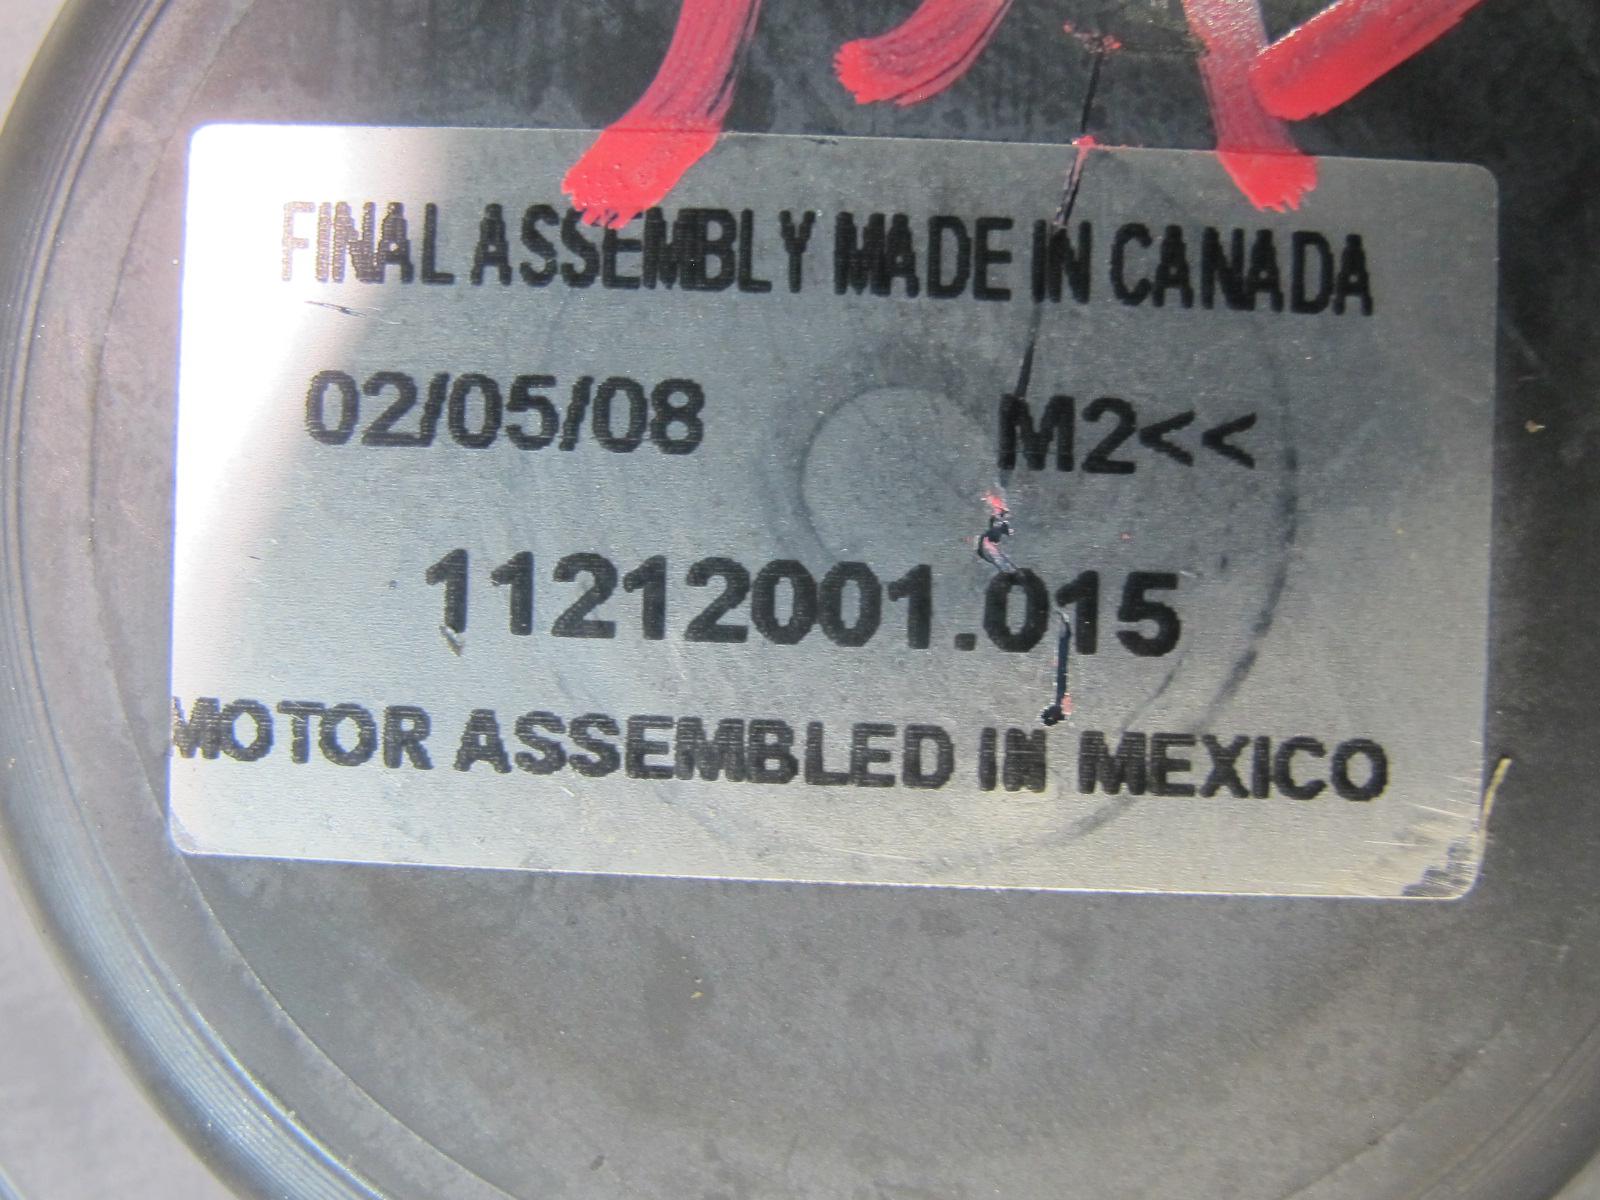 FINAL ASSEMBLY MADE IN CANADA
02/05/08 M2<<
11212001.015
MOTOR ASSEMBLED IN MEXICO